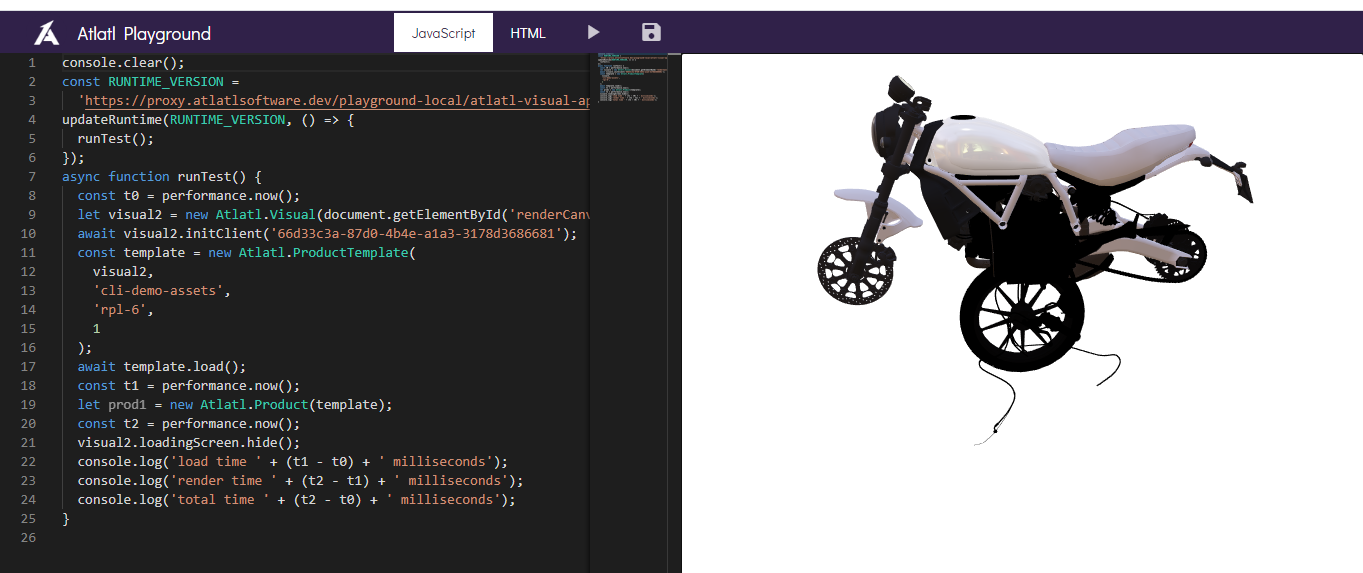 Atlatl Playground
JavaScript
HTML
1 console.clear();
2 const RUNTIME_VERSION =
3 'https://proxy.atlatlsoftware.dev/playground-local/atlatl-visual-ap
4 updateRuntime(RUNTIME_VERSION, () => {
5 runTest();
6 });
7 async function runTest() {
8 const t0 = performance.now();
9 let visual2 = new Atlatl.Visual(document.getElementById('renderCanv
10 await visual2.initClient('66d33c3a-87d0-4b4e-a1a3-3178d3686681');
11 const template = new Atlatl.ProductTemplate(
12 visual2,
13 'cli-demo-assets',
14 'rpl-6',
15 1
16 );
17 await template.load();
18 const t1 = performance.now();
19 let prod1 = new Atlatl.Product(template);
20 const t2 = performance.now();
21 visual2.loadingScreen.hide();
22 console.log('load time ' + (t1 - t0) + ' milliseconds');
23 console.log('render time ' + (t2 - t1) + ' milliseconds');
24 console.log('total time ' + (t2 - t0) + ' milliseconds');
25 }
26